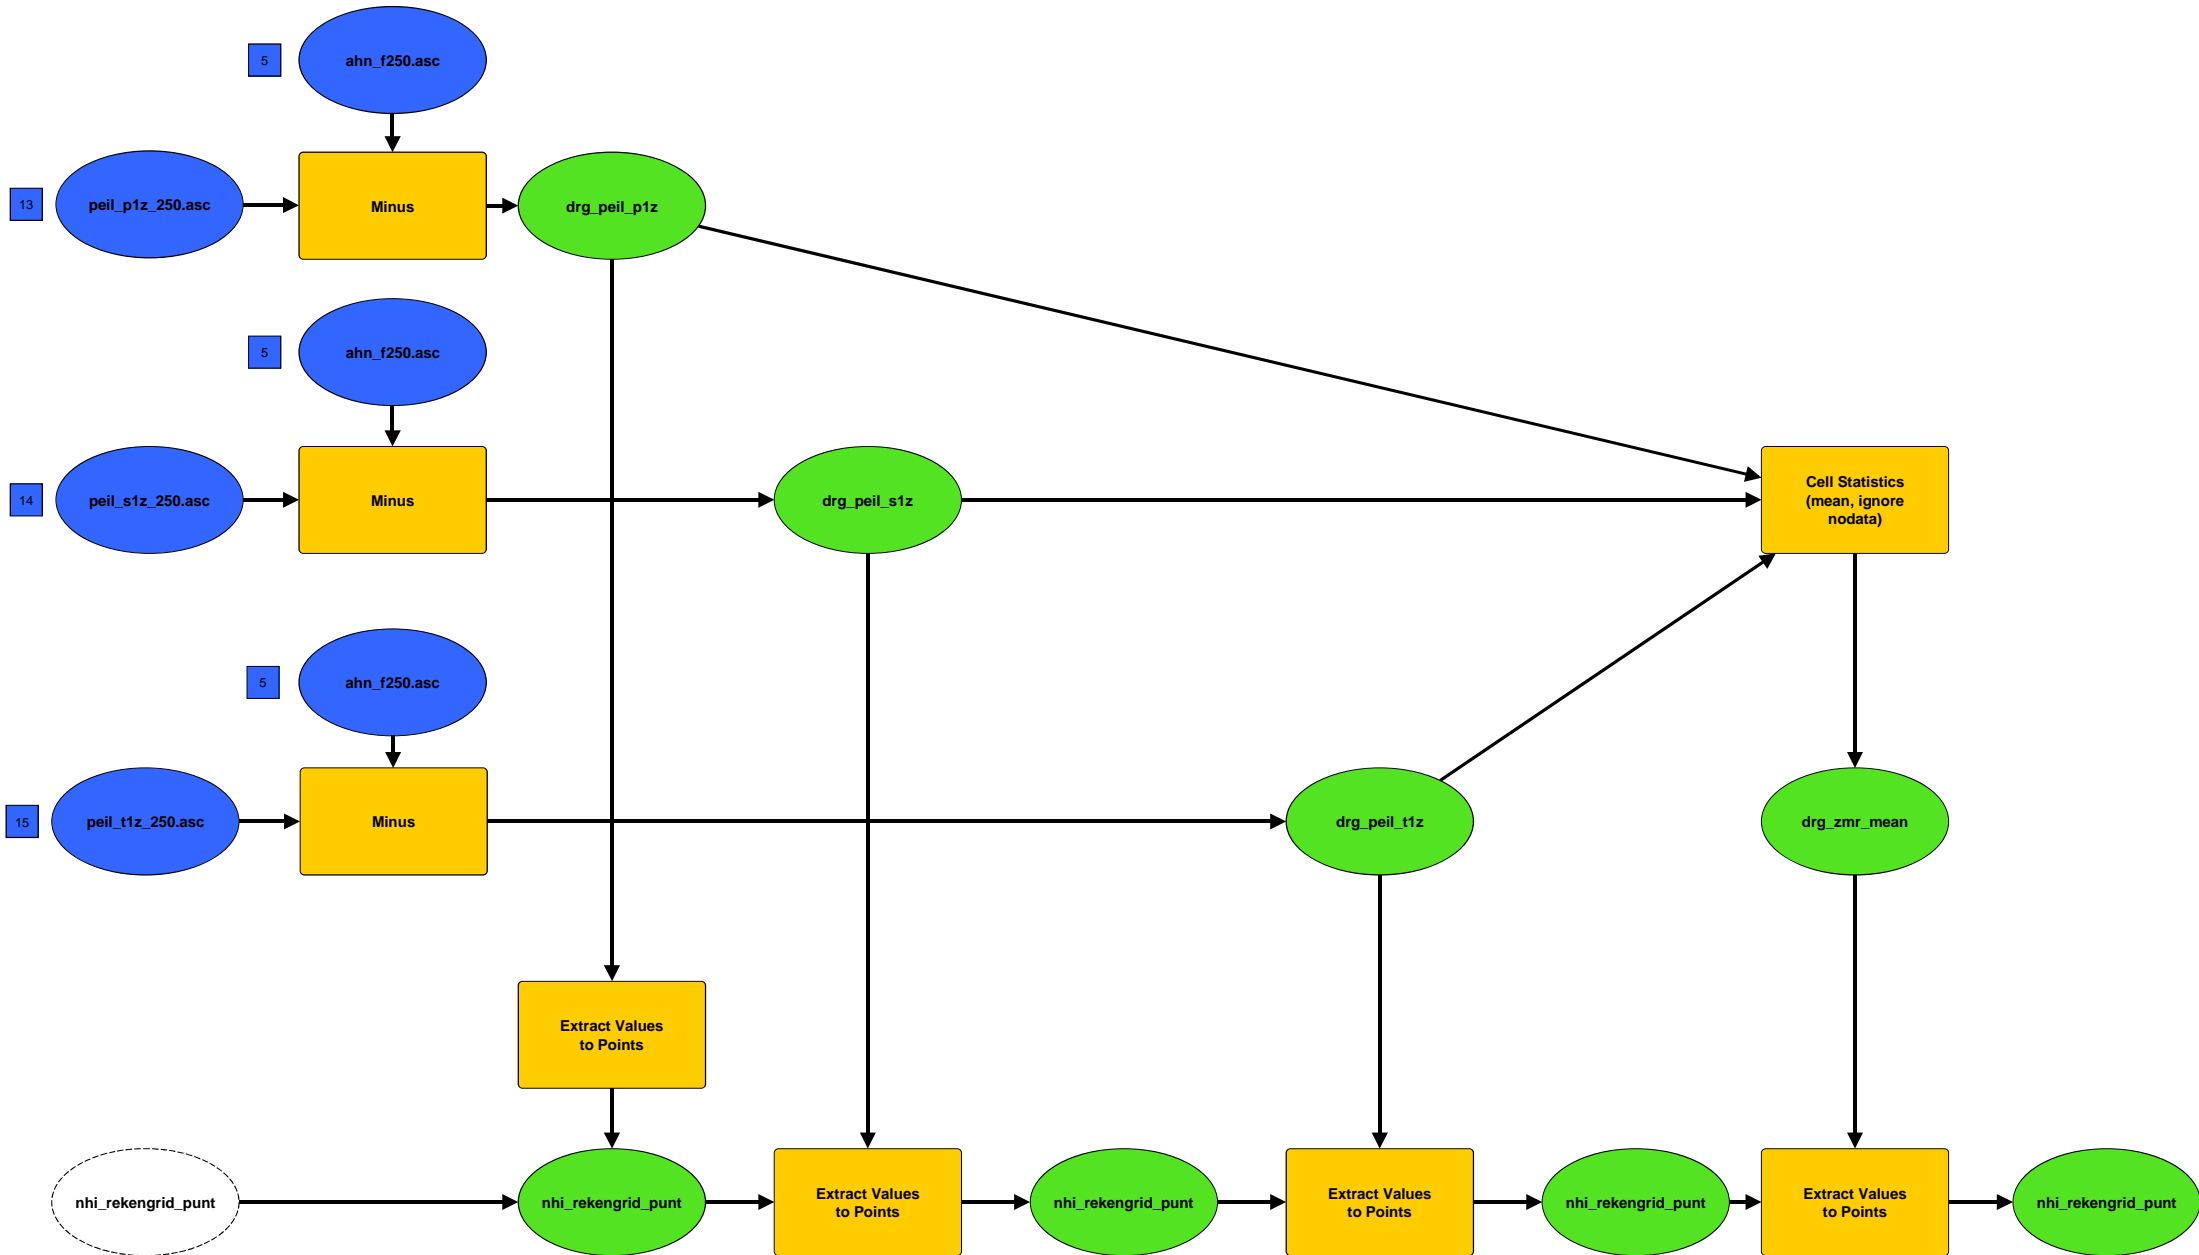 5
ahn_f250.asc
13
peil_p1z_250.asc
Minus
drg_peil_p1z
5
ahn_f250.asc
14
peil_s1z_250.asc
Minus
drg_peil_s1z
Cell Statistics
(mean, ignore
nodata)
5
ahn_f250.asc
15
peil_t1z_250.asc
Minus
drg_peil_t1z
drg_zmr_mean
Extract Values
to Points
nhi_rekengrid_punt
nhi_rekengrid_punt
Extract Values
to Points
nhi_rekengrid_punt
Extract Values
to Points
nhi_rekengrid_punt
Extract Values
to Points
nhi_rekengrid_punt